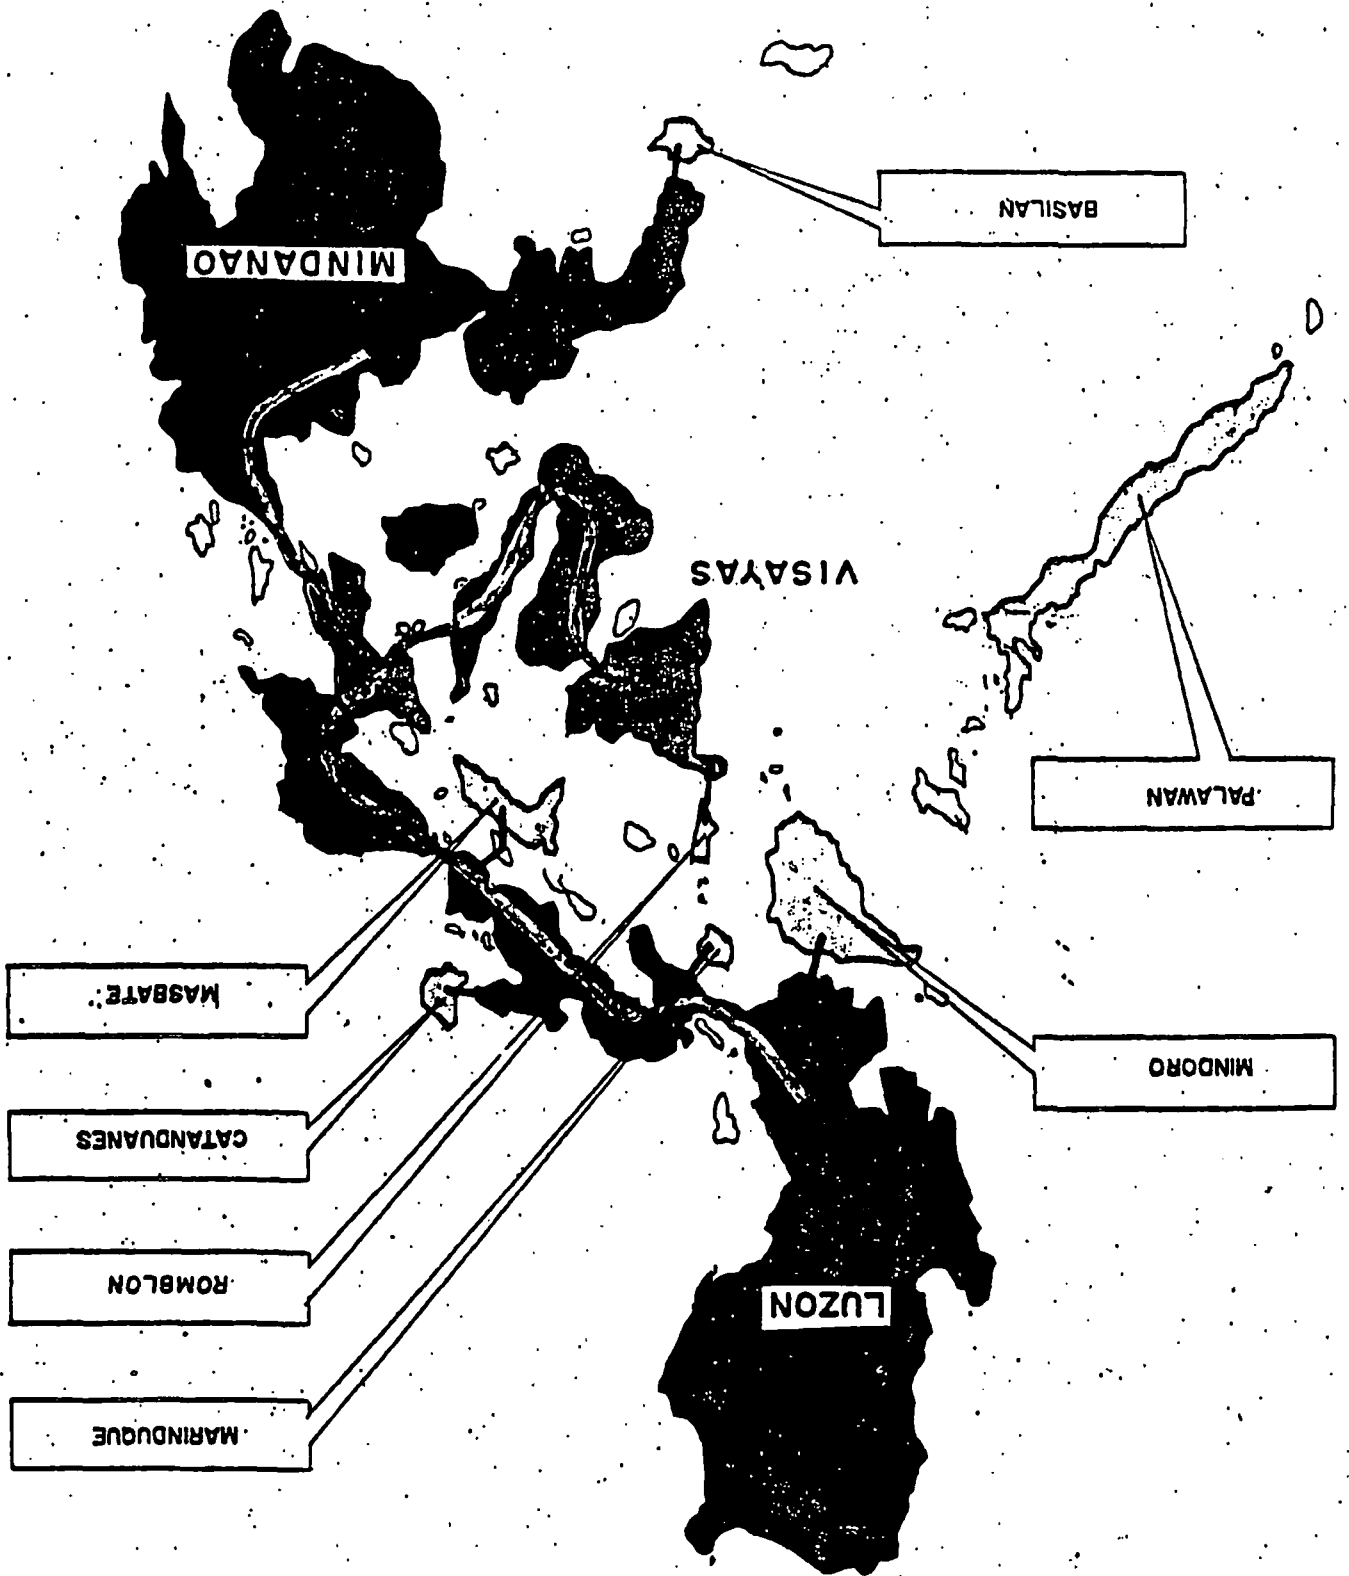 MARINDUQUE
LUZON
ROMBLON
CATANDUANES
MINDORO
MASBATE
PALAWAN
VISAYAS
MINDANAO
BASILAN